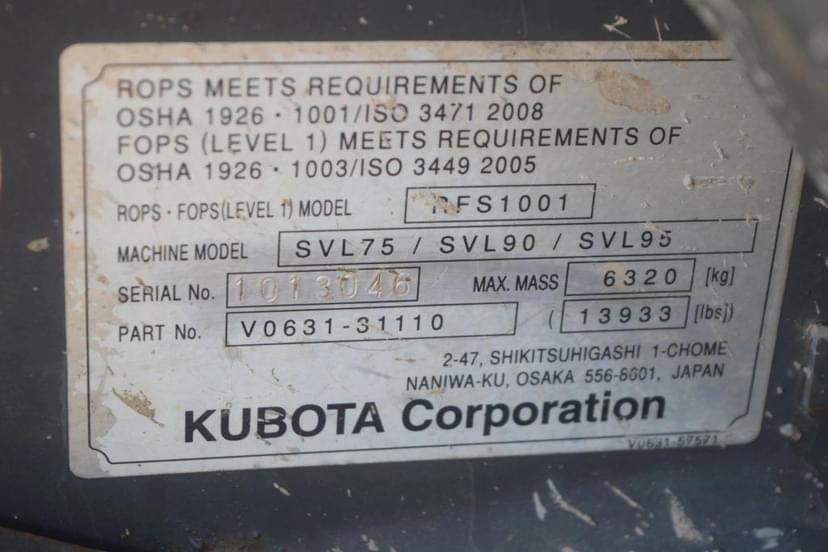 ROPS MEETS REQUIREMENTS OF
OSHA 1926 · 1001/ISO 3471 2008
FOPS (LEVEL 1) MEETS REQUIREMENTS OF
OSHA 1926 · 1003/ISO 3449 2005
ROPS · FOPS(LEVEL 1) MODEL RFS1001
MACHINE MODEL SVL75 / SVL90 / SVL95
SERIAL No. 1013046 MAX. MASS 6320 [kg]
PART No. V0631-31110 ( 13933 [lbs])
2-47, SHIKITSUHIGASHI 1-CHOME
NANIWA-KU, OSAKA 556-8601, JAPAN
KUBOTA Corporation
V0631-57571